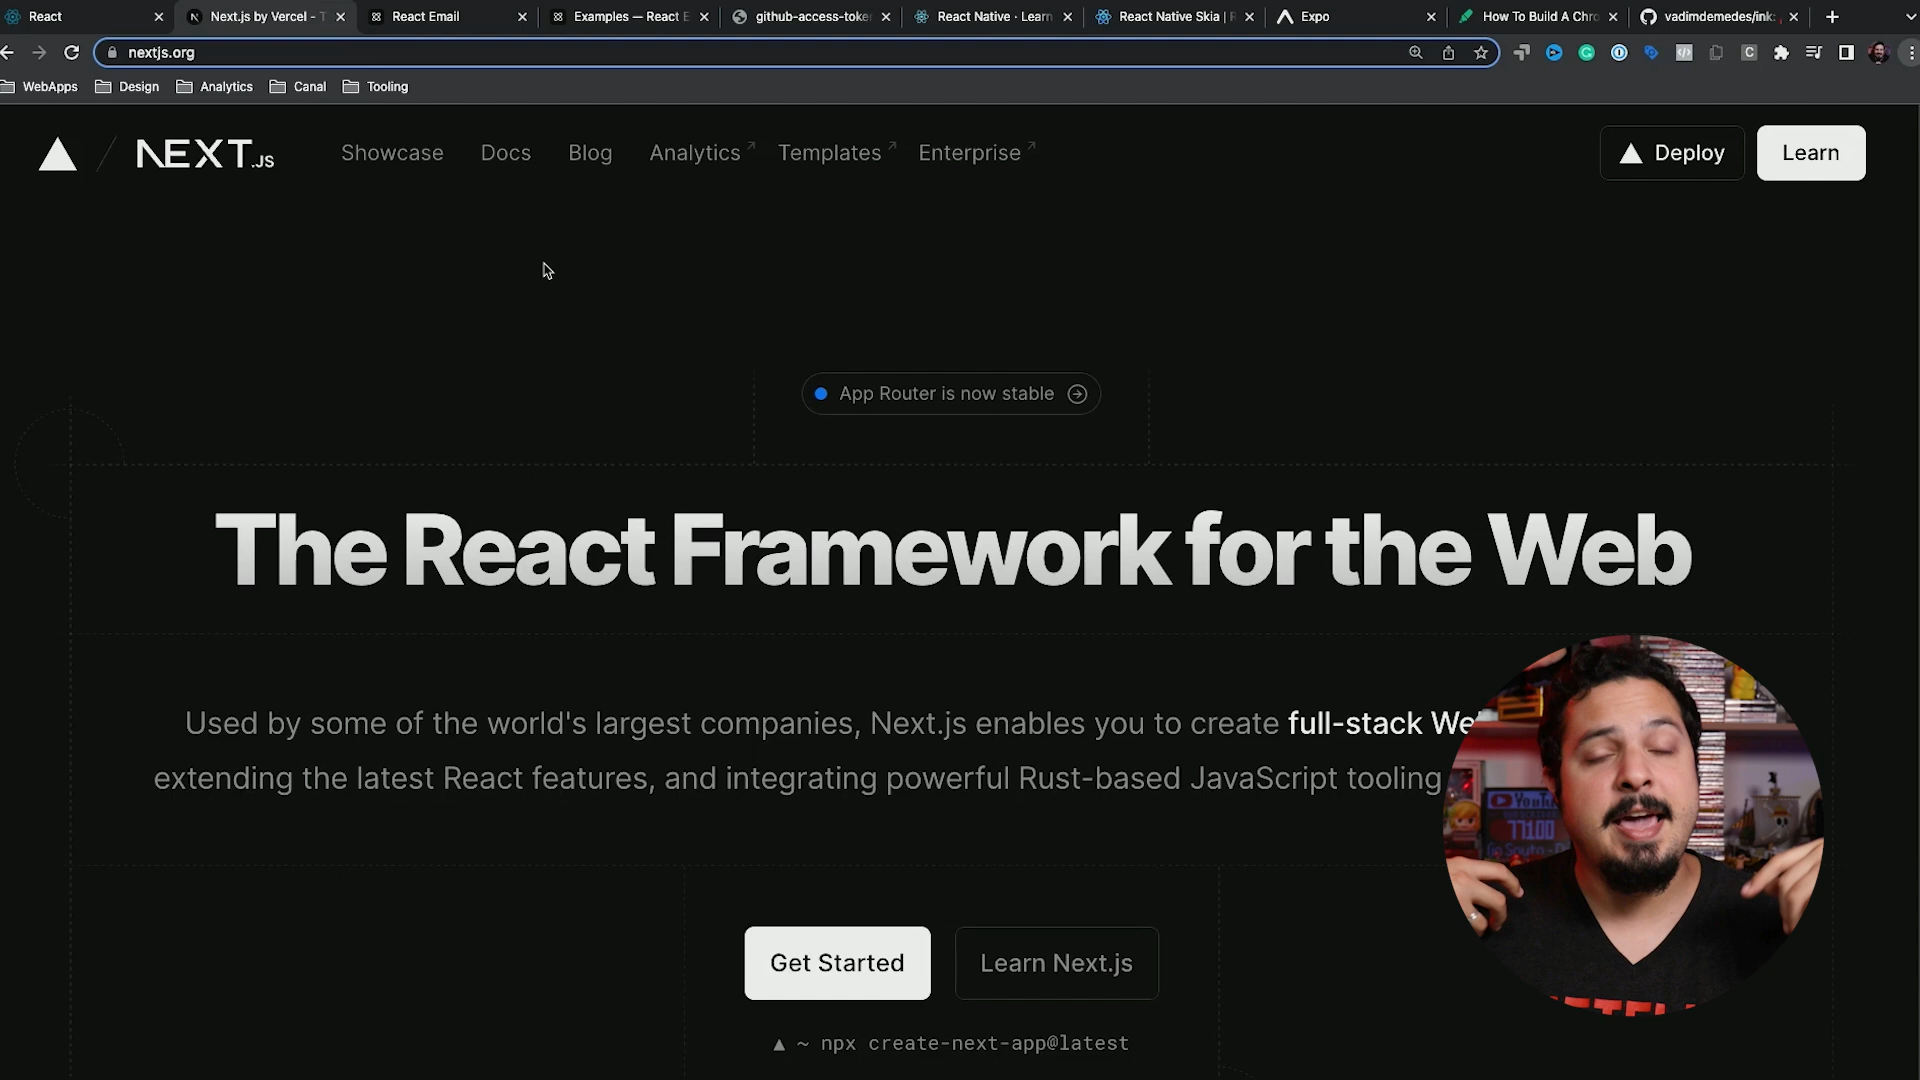 React
Next.js by Vercel - T
React Email
Examples — React E
github-access-toke
React Native · Learn
React Native Skia | R
Expo
How To Build A Chro
vadimdemedes/ink:
nextjs.org
WebApps
Design
Analytics
Canal
Tooling
NEXT.JS
Showcase
Docs
Blog
Analytics
Templates
Enterprise
Deploy
Learn
App Router is now stable
The React Framework for the Web
Used by some of the world's largest companies, Next.js enables you to create full-stack We
extending the latest React features, and integrating powerful Rust-based JavaScript tooling
YouTu
77100
Get Started
Learn Next.js
▲ ~ npx create-next-app@latest